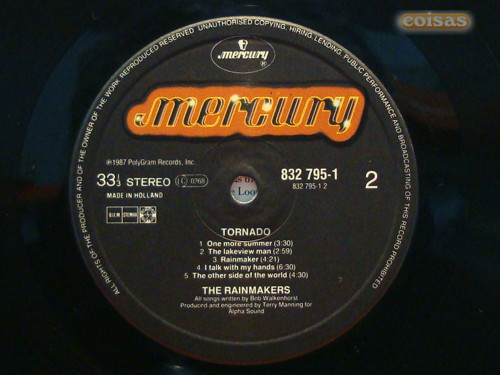 coisas
ALL RIGHTS OF THE PRODUCER AND OF THE OWNER OF THE WORK REPRODUCED RESERVED UNAUTHORISED COPYING, HIRING, LENDING, PUBLIC PERFORMANCE AND BROADCASTING OF THIS RECORD PROHIBITED
mercury
mercury
℗1987 PolyGram Records, Inc.
33⅓ STEREO
LC 0268
832 795-1
832 795-1 2
2
MADE IN HOLLAND
B.I.E.M.
STEMRA
TORNADO
1 One more summer (3:30)
2. The lakeview man (2:59)
3. Rainmaker (4:21)
4. I talk with my hands (6:30)
5. The other side of the world (4:30)
THE RAINMAKERS
All songs written by Bob Walkenhorst
Produced and engineered by Terry Manning for
Alpha Sound